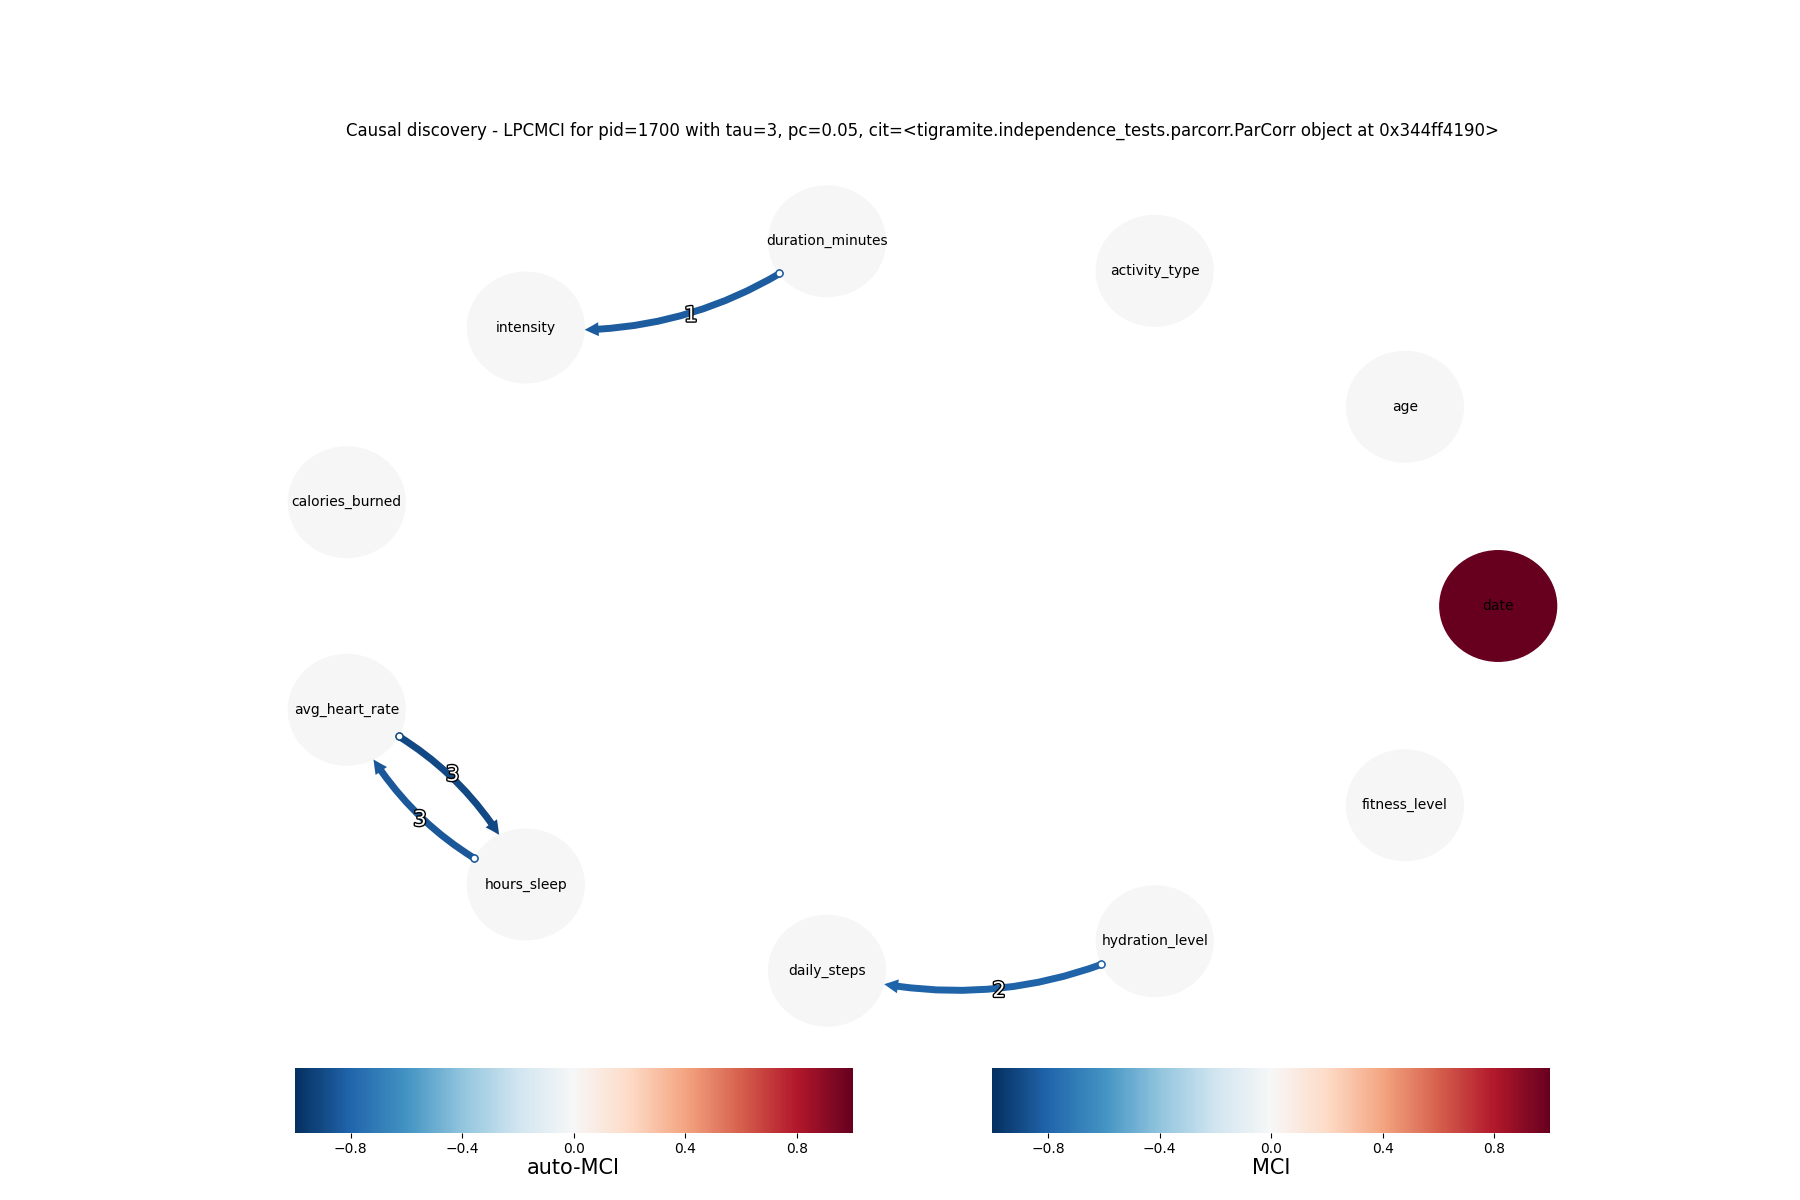 Causal discovery - LPCMCI for pid=1700 with tau=3, pc=0.05, cit=<tigramite.independence_tests.parcorr.ParCorr object at 0x344ff4190>
duration_minutes
activity_type
intensity
1
age
calories_burned
date
avg_heart_rate
3
3
fitness_level
hours_sleep
hydration_level
daily_steps
2
−0.8 −0.4 0.0 0.4 0.8
auto-MCI
−0.8 −0.4 0.0 0.4 0.8
MCI